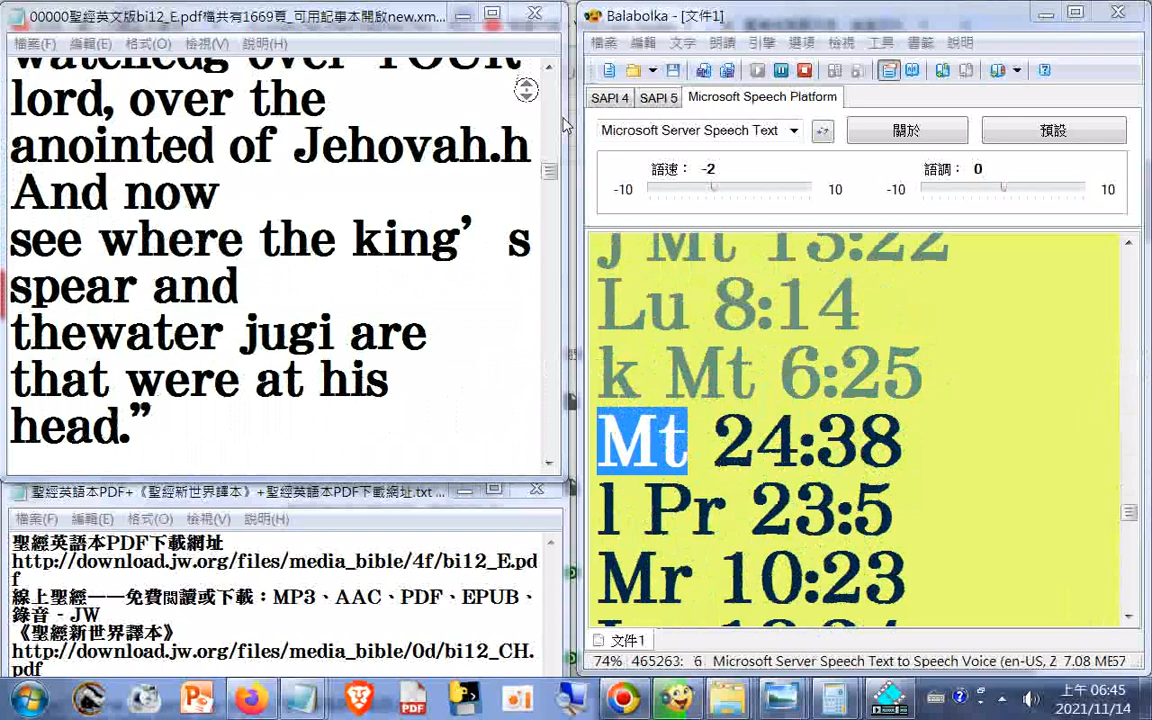 00000聖經英文版bi12_E.pdf檔共有1669頁_可用記事本開啟new.xm...
檔案(F) 編輯(E) 格式(O) 檢視(V) 說明(H)
watchedg over YOUR
lord, over the
anointed of Jehovah.h
And now
see where the king’s
spear and
thewater jugi are
that were at his
head.”
聖經英語本PDF+《聖經新世界譯本》+聖經英語本PDF下載網址.txt ...
檔案(F) 編輯(E) 格式(O) 檢視(V) 說明(H)
聖經英語本PDF下載網址
http://download.jw.org/files/media_bible/4f/bi12_E.pd
f
線上聖經——免費閱讀或下載：MP3、AAC、PDF、EPUB、
錄音 - JW
《聖經新世界譯本》
http://download.jw.org/files/media_bible/0d/bi12_CH.
pdf
Balabolka - [文件1]
檔案 編輯 文字 朗讀 引擎 選項 檢視 工具 書籤 說明
SAPI 4 SAPI 5 Microsoft Speech Platform
Microsoft Server Speech Text 關於 預設
語速： -2 語調： 0
-10 10 -10 10
j Mt 13:22
Lu 8:14
k Mt 6:25
Mt 24:38
l Pr 23:5
Mr 10:23
文件1
74% 465263: 6 Microsoft Server Speech Text to Speech Voice (en-US, Z 7.08 ME57
PDF
上午 06:45
2021/11/14